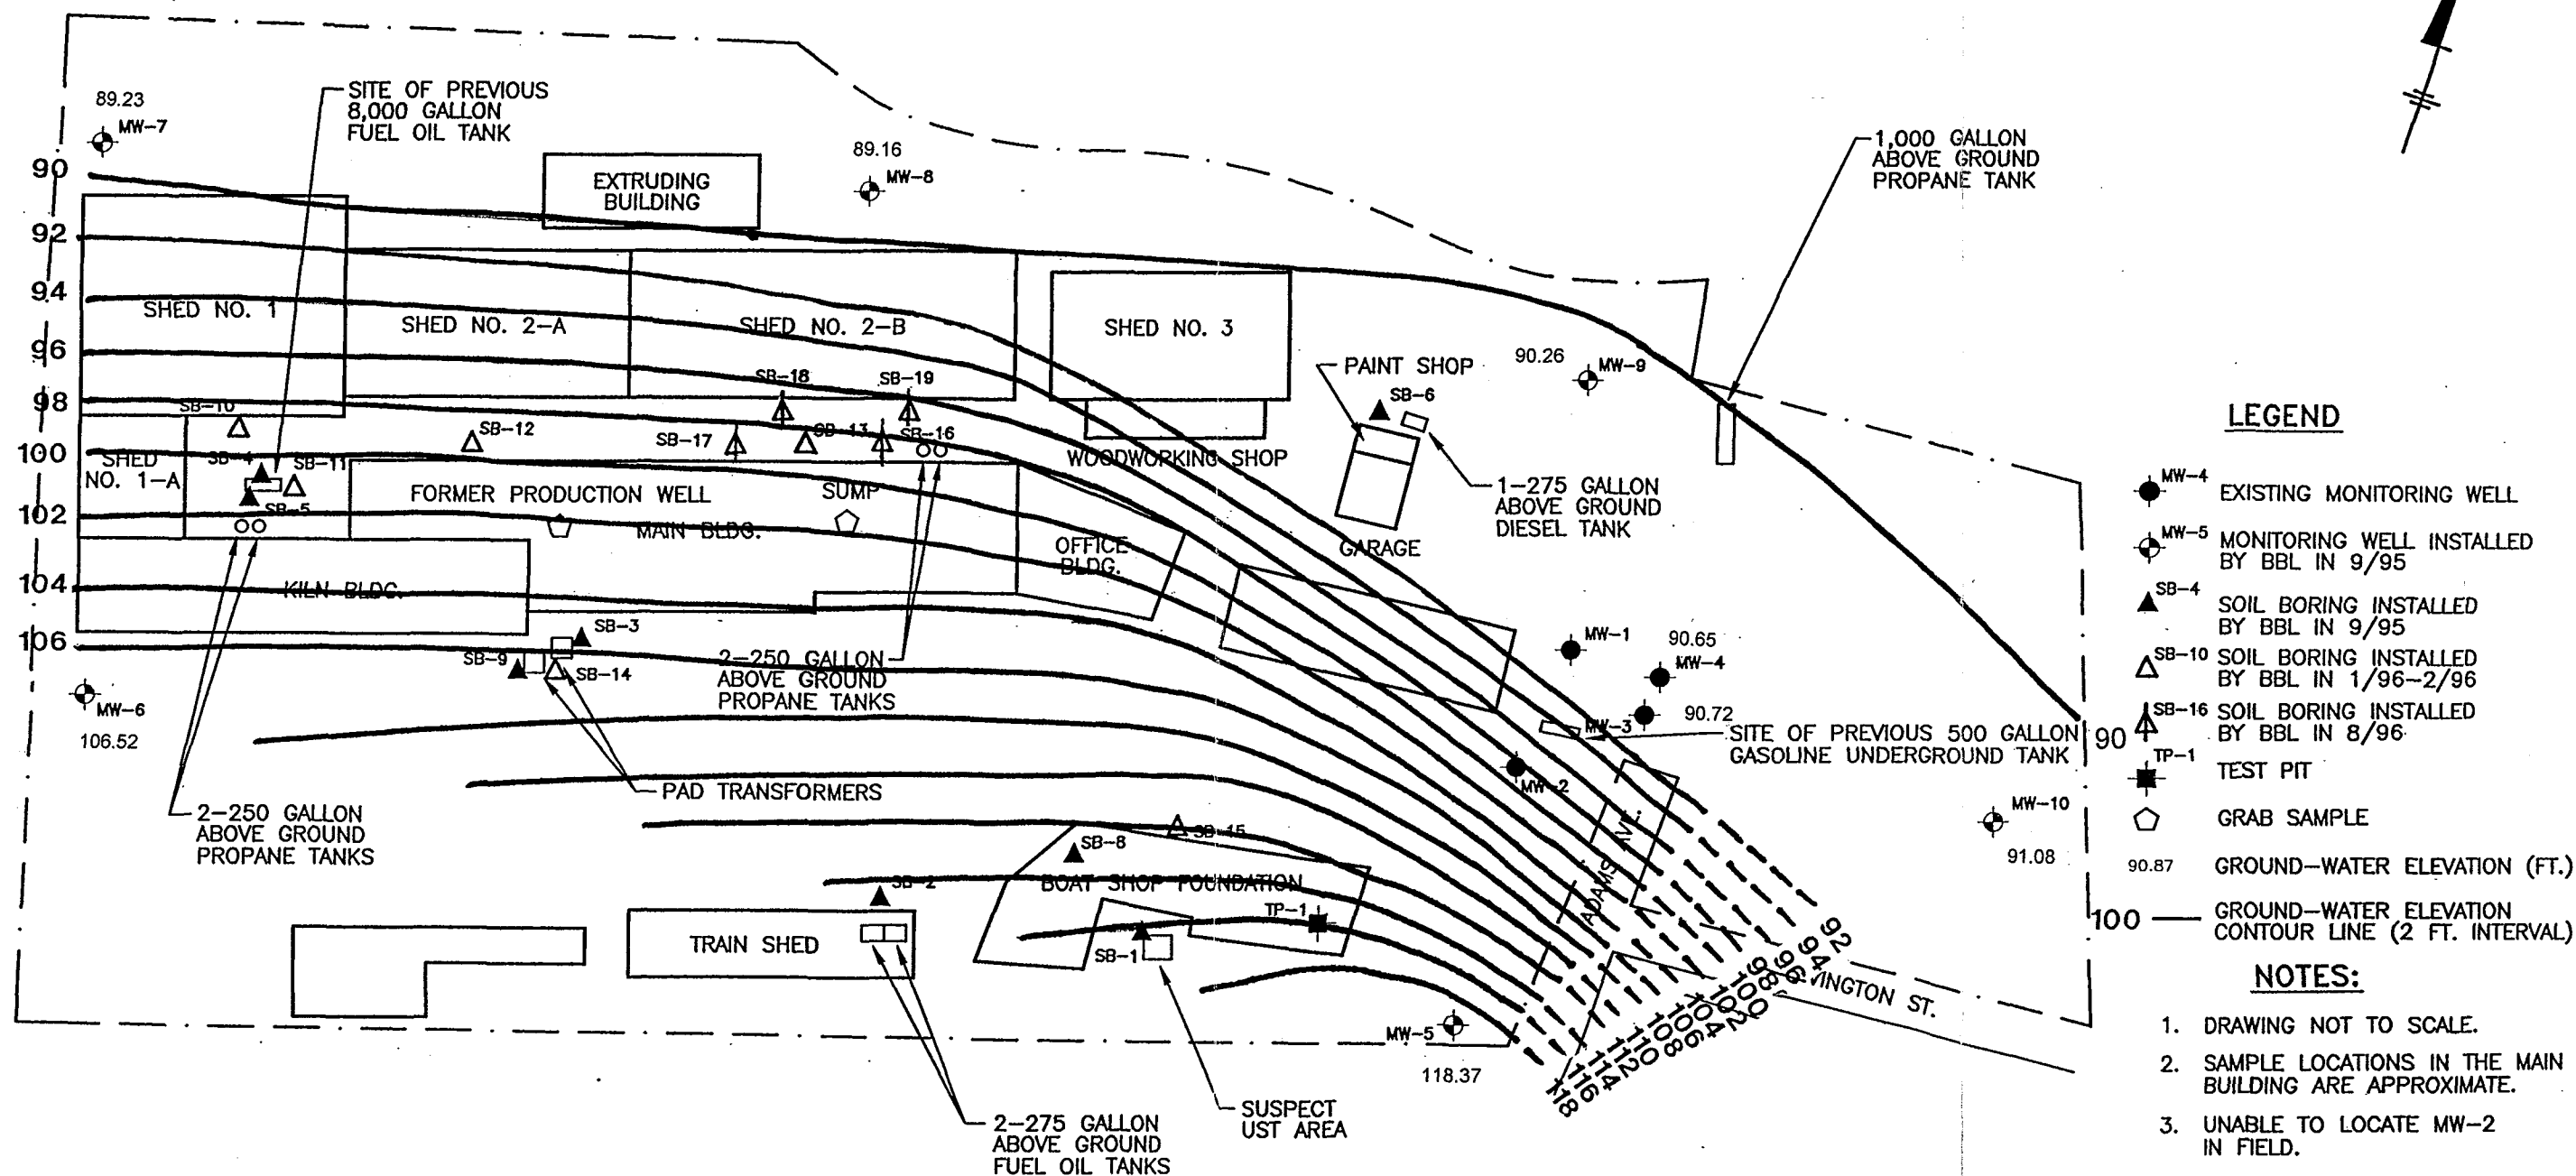 SITE OF PREVIOUS
8,000 GALLON
FUEL OIL TANK
89.23
MW-7
89.16
MW-8
1,000 GALLON
ABOVE GROUND
PROPANE TANK
EXTRUDING
BUILDING
90
92
94
96
98
100
102
104
106
SHED NO. 1
SHED NO. 2-A
SHED NO. 2-B
SHED NO. 3
PAINT SHOP
90.26
MW-9
SB-6
SB-18
SB-19
SB-10
SB-12
SB-17
SB-13
SB-16
WOODWORKING SHOP
SHED
NO. 1-A
SB-4
SB-11
SB-5
FORMER PRODUCTION WELL
SUMP
MAIN BLDG.
OFFICE
BLDG.
1-275 GALLON
ABOVE GROUND
DIESEL TANK
GARAGE
KILN BLDG.
SB-3
SB-9
SB-14
2-250 GALLON
ABOVE GROUND
PROPANE TANKS
MW-1
90.65
MW-4
90.72
MW-3
MW-6
106.52
SITE OF PREVIOUS 500 GALLON
GASOLINE UNDERGROUND TANK
90
MW-2
PAD TRANSFORMERS
2-250 GALLON
ABOVE GROUND
PROPANE TANKS
MW-10
91.08
SB-15
SB-8
BOAT SHOP FOUNDATION
SB-2
TP-1
SB-1
ADAMS AVE.
TRAIN SHED
92
94
96
98
100
102
104
106
108
110
112
114
116
118
VINGTON ST.
MW-5
118.37
SUSPECT
UST AREA
2-275 GALLON
ABOVE GROUND
FUEL OIL TANKS
LEGEND
MW-4 EXISTING MONITORING WELL
MW-5 MONITORING WELL INSTALLED
BY BBL IN 9/95
SB-4 SOIL BORING INSTALLED
BY BBL IN 9/95
SB-10 SOIL BORING INSTALLED
BY BBL IN 1/96-2/96
SB-16 SOIL BORING INSTALLED
BY BBL IN 8/96
TP-1 TEST PIT
GRAB SAMPLE
90.87 GROUND-WATER ELEVATION (FT.)
100 GROUND-WATER ELEVATION
CONTOUR LINE (2 FT. INTERVAL)
NOTES:
1. DRAWING NOT TO SCALE.
2. SAMPLE LOCATIONS IN THE MAIN
BUILDING ARE APPROXIMATE.
3. UNABLE TO LOCATE MW-2
IN FIELD.